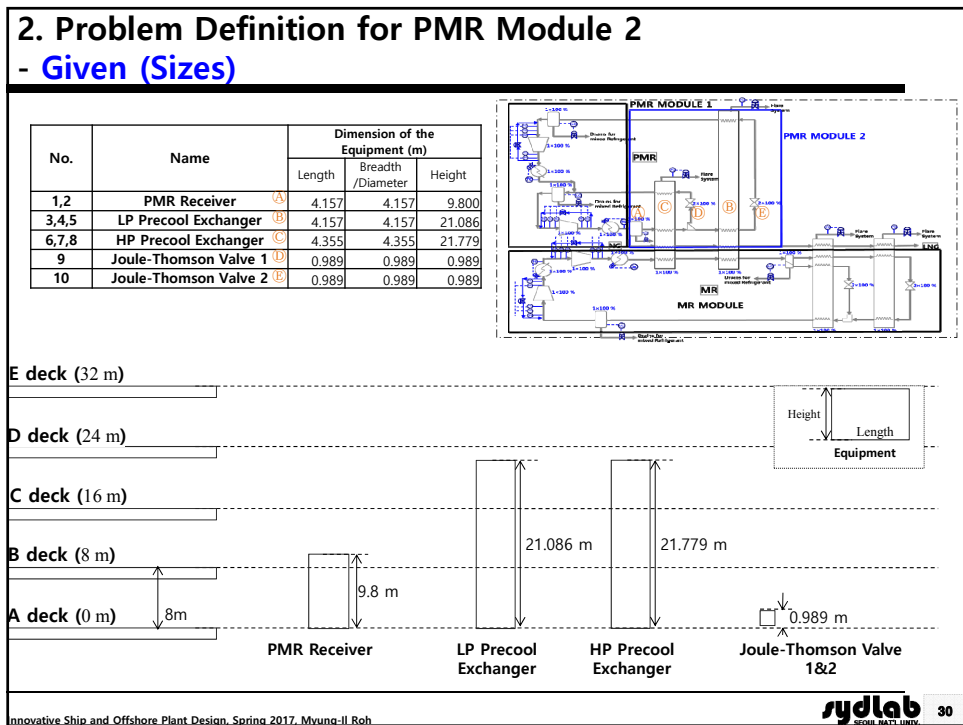 2. Problem Definition for PMR Module 2
- Given (Sizes)
No. Name Dimension of the Equipment (m)
Length Breadth /Diameter Height
1,2 PMR Receiver Ⓐ 4.157 4.157 9.800
3,4,5 LP Precool Exchanger Ⓑ 4.157 4.157 21.086
6,7,8 HP Precool Exchanger Ⓒ 4.355 4.355 21.779
9 Joule-Thomson Valve 1 Ⓓ 0.989 0.989 0.989
10 Joule-Thomson Valve 2 Ⓔ 0.989 0.989 0.989
PMR MODULE 1
PMR MODULE 2
PMR
Ⓐ Ⓒ Ⓓ Ⓑ Ⓔ
LNG
MR
MR MODULE
E deck (32 m)
D deck (24 m)
C deck (16 m)
B deck (8 m)
A deck (0 m)
8m
9.8 m
21.086 m
21.779 m
0.989 m
Height
Length
Equipment
PMR Receiver
LP Precool
Exchanger
HP Precool
Exchanger
Joule-Thomson Valve
1&2
Innovative Ship and Offshore Plant Design, Spring 2017, Myung-Il Roh
sydlab
SEOUL NAT'L UNIV.
30